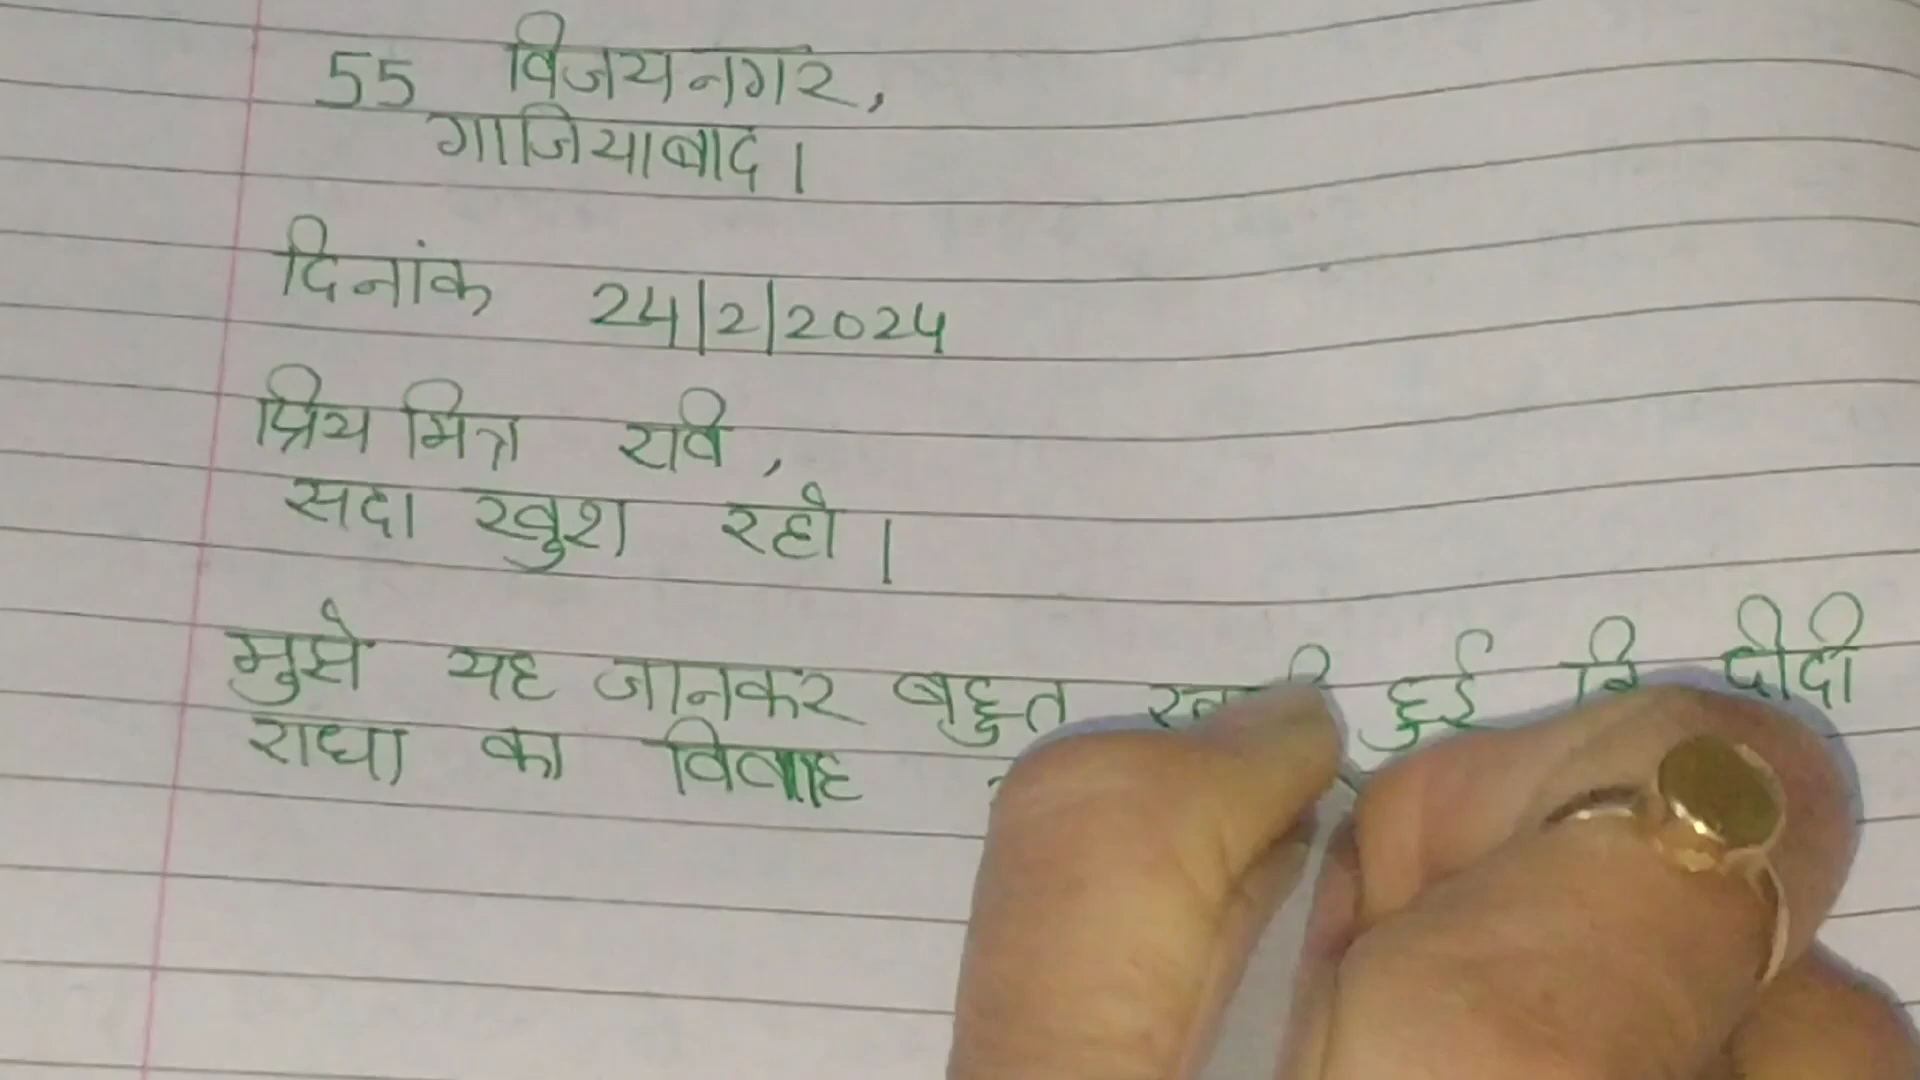 55 विजयनगर,
गाजियाबाद।
दिनांक 24/2/2024
प्रिय मित्र रवि,
सदा खुश रहो।
मुझे यह जानकर बहुत हुई दीदी
राधा का विवाह